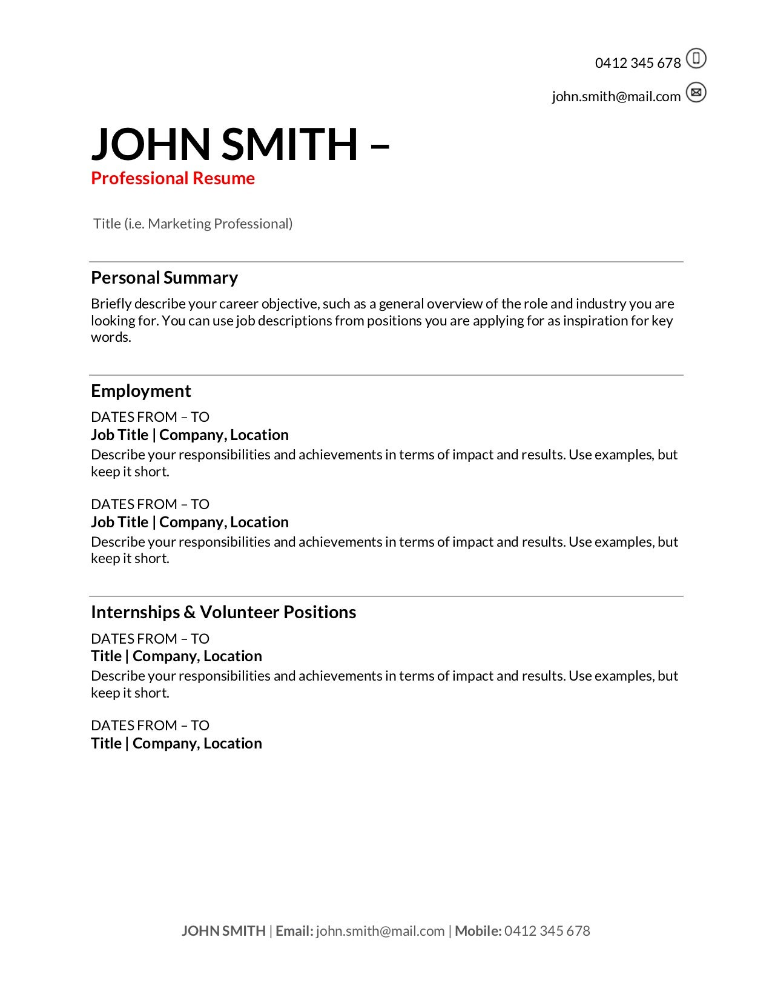 0412 345 678
john.smith@mail.com
JOHN SMITH –
Professional Resume
Title (i.e. Marketing Professional)
Personal Summary
Briefly describe your career objective, such as a general overview of the role and industry you are
looking for. You can use job descriptions from positions you are applying for as inspiration for key
words.
Employment
DATES FROM – TO
Job Title | Company, Location
Describe your responsibilities and achievements in terms of impact and results. Use examples, but
keep it short.
DATES FROM – TO
Job Title | Company, Location
Describe your responsibilities and achievements in terms of impact and results. Use examples, but
keep it short.
Internships & Volunteer Positions
DATES FROM – TO
Title | Company, Location
Describe your responsibilities and achievements in terms of impact and results. Use examples, but
keep it short.
DATES FROM – TO
Title | Company, Location
JOHN SMITH | Email: john.smith@mail.com | Mobile: 0412 345 678